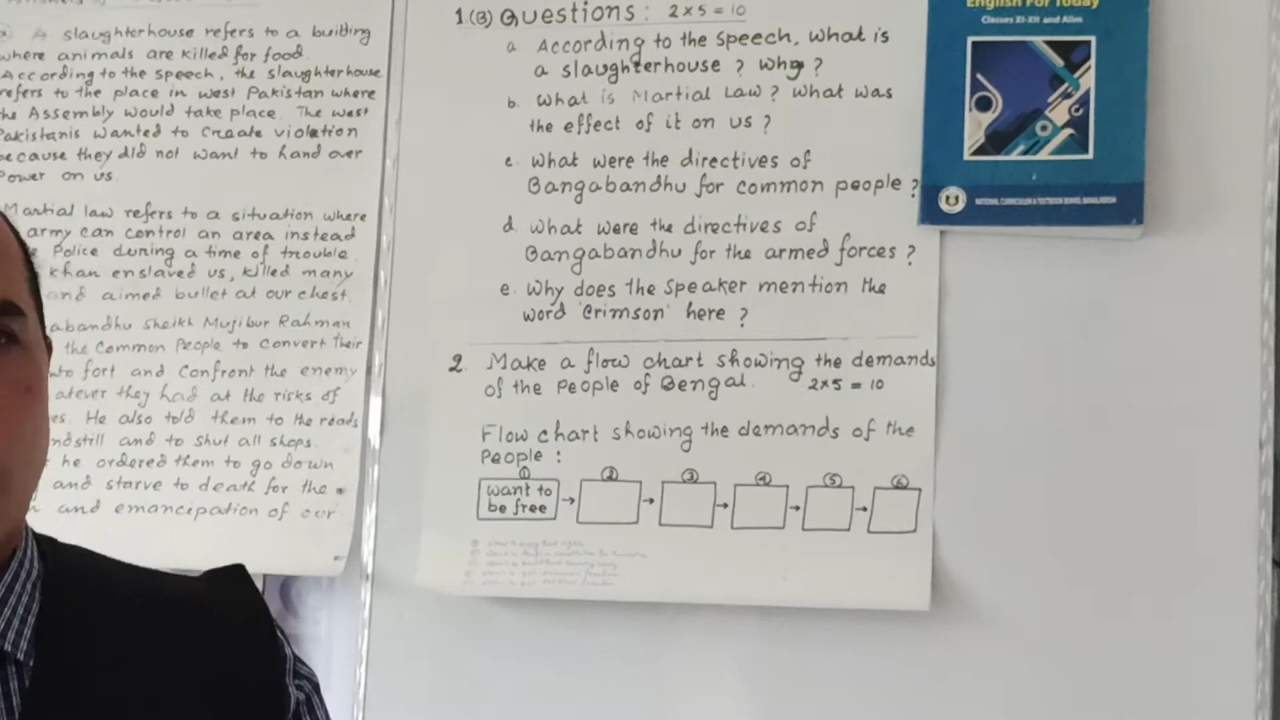 a A slaughterhouse refers to a building
where animals are killed for food.
According to the speech, the slaughterhouse
refers to the place in west Pakistan where
the Assembly would take place. The west
Pakistanis wanted to create violation
because they did not want to hand over
Power on us.
Martial law refers to a situation where
army can control an area instead
Police during a time of trouble.
khan enslaved us, killed many
and aimed bullet at our chest.
abandhu Sheikh Mujibur Rahman
the Common People to convert their
nto fort and Confront the enemy
atever they had at the risks of
es. He also told them to the roads
ndstill and to shut all shops.
he ordered them to go down
and starve to death for the
and emancipation of our
1 (B) Questions : 2 x 5 = 10
a According to the speech, what is
a slaughterhouse ? Why ?
b. What is Martial Law ? What was
the effect of it on us ?
c. What were the directives of
Bangabandhu for common people ?
d. What were the directives of
Bangabandhu for the armed forces ?
e. Why does the Speaker mention the
word 'Crimson' here ?
2. Make a flow chart showing the demands
of the People of Bengal. 2x5 = 10
Flow chart showing the demands of the
People :
① ② ③ ④ ⑤ ⑥
want to
be free
English For Today
Classes XI-XII and Alim
NATIONAL CURRICULUM & TEXTBOOK BOARD, BANGLADESH